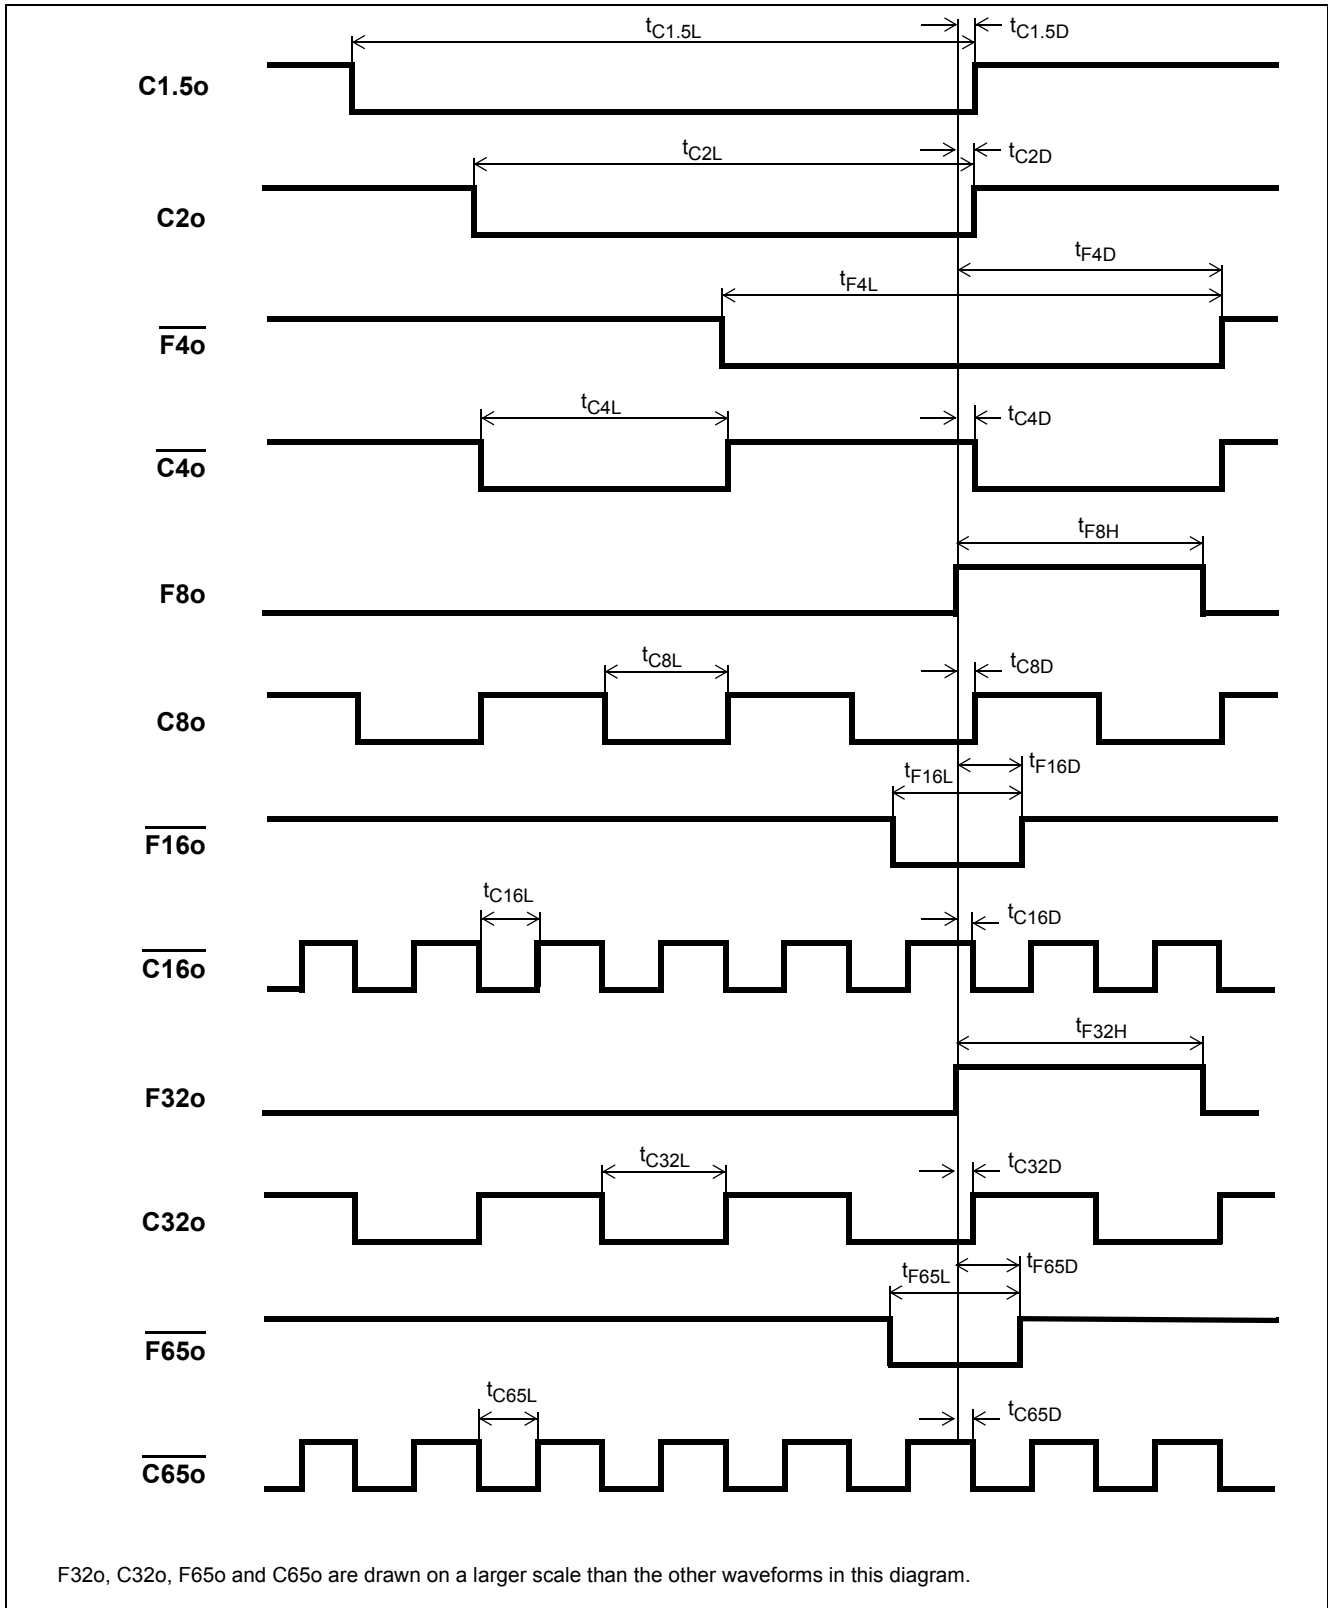 tC1.5L
tC1.5D
C1.5o
tC2L
tC2D
C2o
tF4D
tF4L
F4o
tC4L
tC4D
C4o
tF8H
F8o
tC8L
tC8D
C8o
tF16D
tF16L
F16o
tC16L
tC16D
C16o
tF32H
F32o
tC32L
tC32D
C32o
tF65D
tF65L
F65o
tC65L
tC65D
C65o
F32o, C32o, F65o and C65o are drawn on a larger scale than the other waveforms in this diagram.